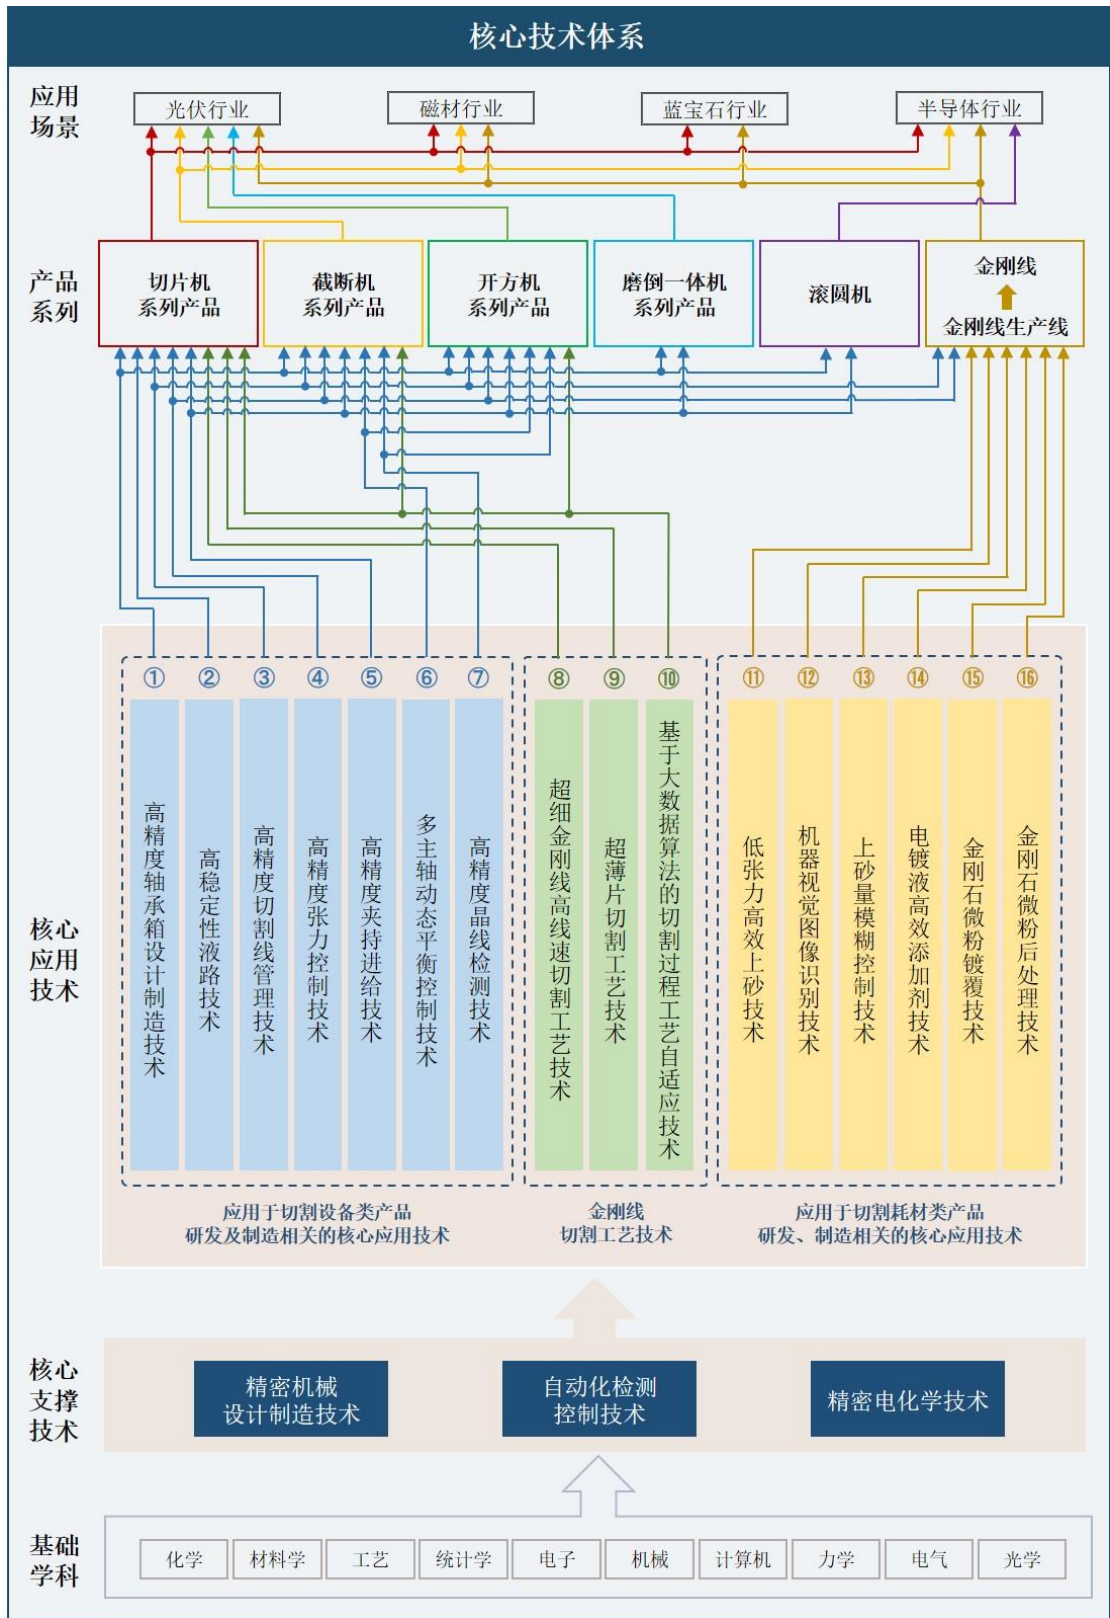 核心技术体系
应用
场景
光伏行业
磁材行业
蓝宝石行业
半导体行业
产品
系列
切片机
系列产品
截断机
系列产品
开方机
系列产品
磨倒一体机
系列产品
滚圆机
金刚线
金刚线生产线
核心
应用
技术
①
高精度轴承箱设计制造技术
②
高稳定性液路技术
③
高精度切割线管理技术
④
高精度张力控制技术
⑤
高精度夹持进给技术
⑥
多主轴动态平衡控制技术
⑦
高精度晶线检测技术
⑧
超细金刚线高线速切割工艺技术
⑨
超薄片切割工艺技术
⑩
基于大数据算法的切割过程工艺自适应技术
⑪
低张力高效上砂技术
⑫
机器视觉图像识别技术
⑬
上砂量模糊控制技术
⑭
电镀液高效添加剂技术
⑮
金刚石微粉镀覆技术
⑯
金刚石微粉后处理技术
应用于切割设备类产品
研发及制造相关的核心应用技术
金刚线
切割工艺技术
应用于切割耗材类产品
研发、制造相关的核心应用技术
核心
支撑
技术
精密机械
设计制造技术
自动化检测
控制技术
精密电化学技术
基础
学科
化学
材料学
工艺
统计学
电子
机械
计算机
力学
电气
光学